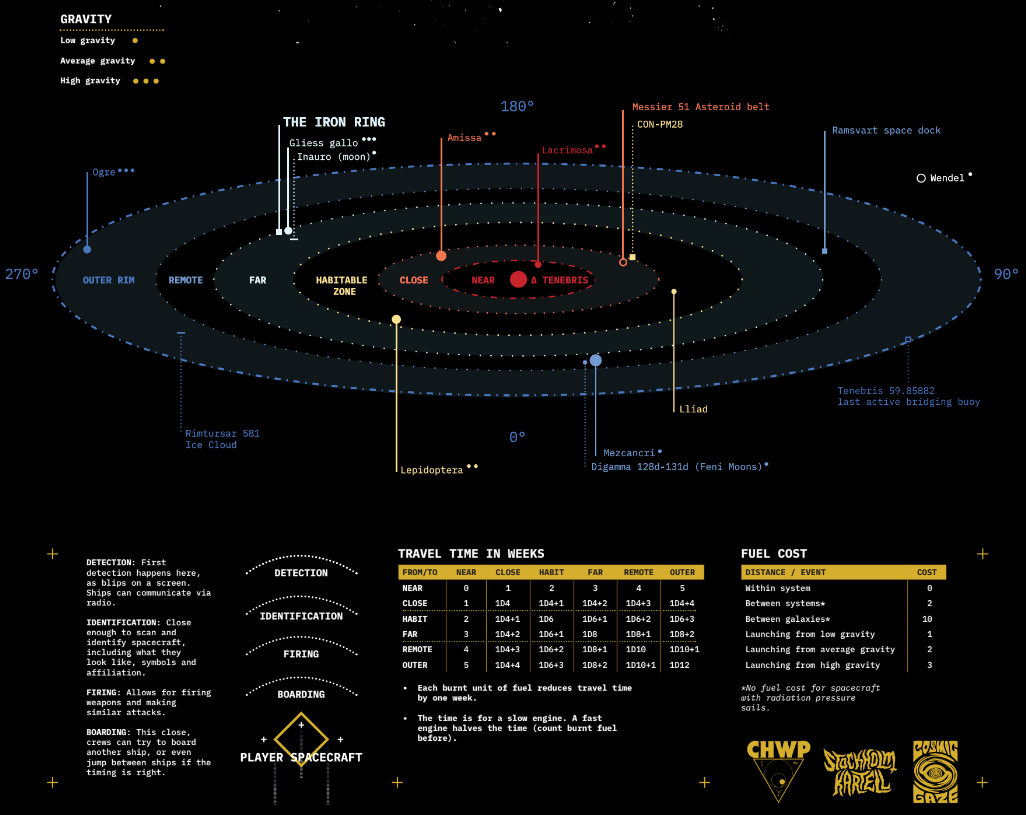 GRAVITY
Low gravity
Average gravity
High gravity
180°
Messier 51 Asteroid belt
CON-PM28
THE IRON RING
Gliess gallo
Inauro (moon)
Amissa
Lacrimosa
Ramsvart space dock
Ogre
Wendel
270°
90°
OUTER RIM
REMOTE
FAR
HABITABLE
ZONE
CLOSE
NEAR
Δ TENEBRIS
Tenebris 59.85882
last active bridging buoy
Lliad
Rimtursar 581
Ice Cloud
0°
Mezcancri
Digamma 128d-131d (Feni Moons)
Lepidoptera
DETECTION: First
detection happens here,
as blips on a screen.
Ships can communicate via
radio.
IDENTIFICATION: Close
enough to scan and
identify spacecraft,
including what they
look like, symbols and
affiliation.
FIRING: Allows for firing
weapons and making
similar attacks.
BOARDING: This close,
crews can try to board
another ship, or even
jump between ships if the
timing is right.
DETECTION
IDENTIFICATION
FIRING
BOARDING
PLAYER SPACECRAFT
TRAVEL TIME IN WEEKS
FROM/TO NEAR CLOSE HABIT FAR REMOTE OUTER
NEAR 0 1 2 3 4 5
CLOSE 1 1D4 1D4+1 1D4+2 1D4+3 1D4+4
HABIT 2 1D4+1 1D6 1D6+1 1D6+2 1D6+3
FAR 3 1D4+2 1D6+1 1D8 1D8+1 1D8+2
REMOTE 4 1D4+3 1D6+2 1D8+1 1D10 1D10+1
OUTER 5 1D4+4 1D6+3 1D8+2 1D10+1 1D12
• Each burnt unit of fuel reduces travel time
by one week.
• The time is for a slow engine. A fast
engine halves the time (count burnt fuel
before).
FUEL COST
DISTANCE / EVENT COST
Within system 0
Between systems* 2
Between galaxies* 10
Launching from low gravity 1
Launching from average gravity 2
Launching from high gravity 3
*No fuel cost for spacecraft
with radiation pressure
sails.
CHWP
STOCKHOLM
KARTELL
COSMIC
GAZE